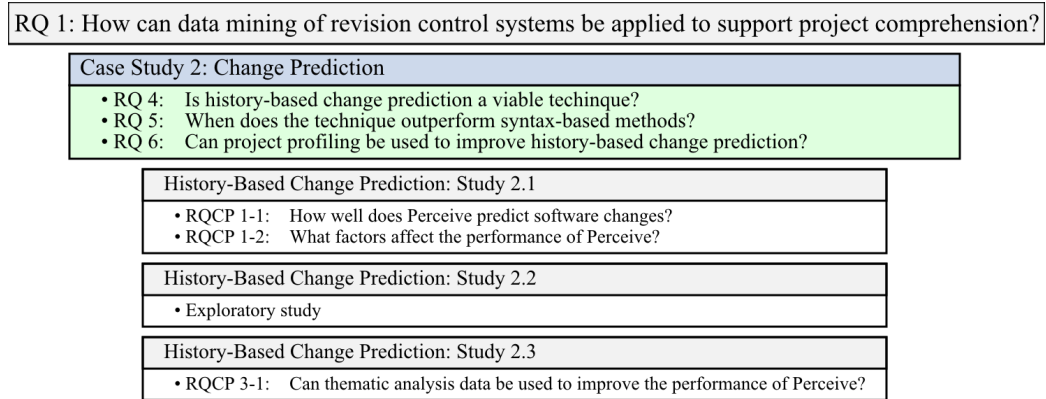 RQ 1: How can data mining of revision control systems be applied to support project comprehension?
Case Study 2: Change Prediction
• RQ 4: Is history-based change prediction a viable techinque?
• RQ 5: When does the technique outperform syntax-based methods?
• RQ 6: Can project profiling be used to improve history-based change prediction?
History-Based Change Prediction: Study 2.1
• RQCP 1-1: How well does Perceive predict software changes?
• RQCP 1-2: What factors affect the performance of Perceive?
History-Based Change Prediction: Study 2.2
• Exploratory study
History-Based Change Prediction: Study 2.3
• RQCP 3-1: Can thematic analysis data be used to improve the performance of Perceive?